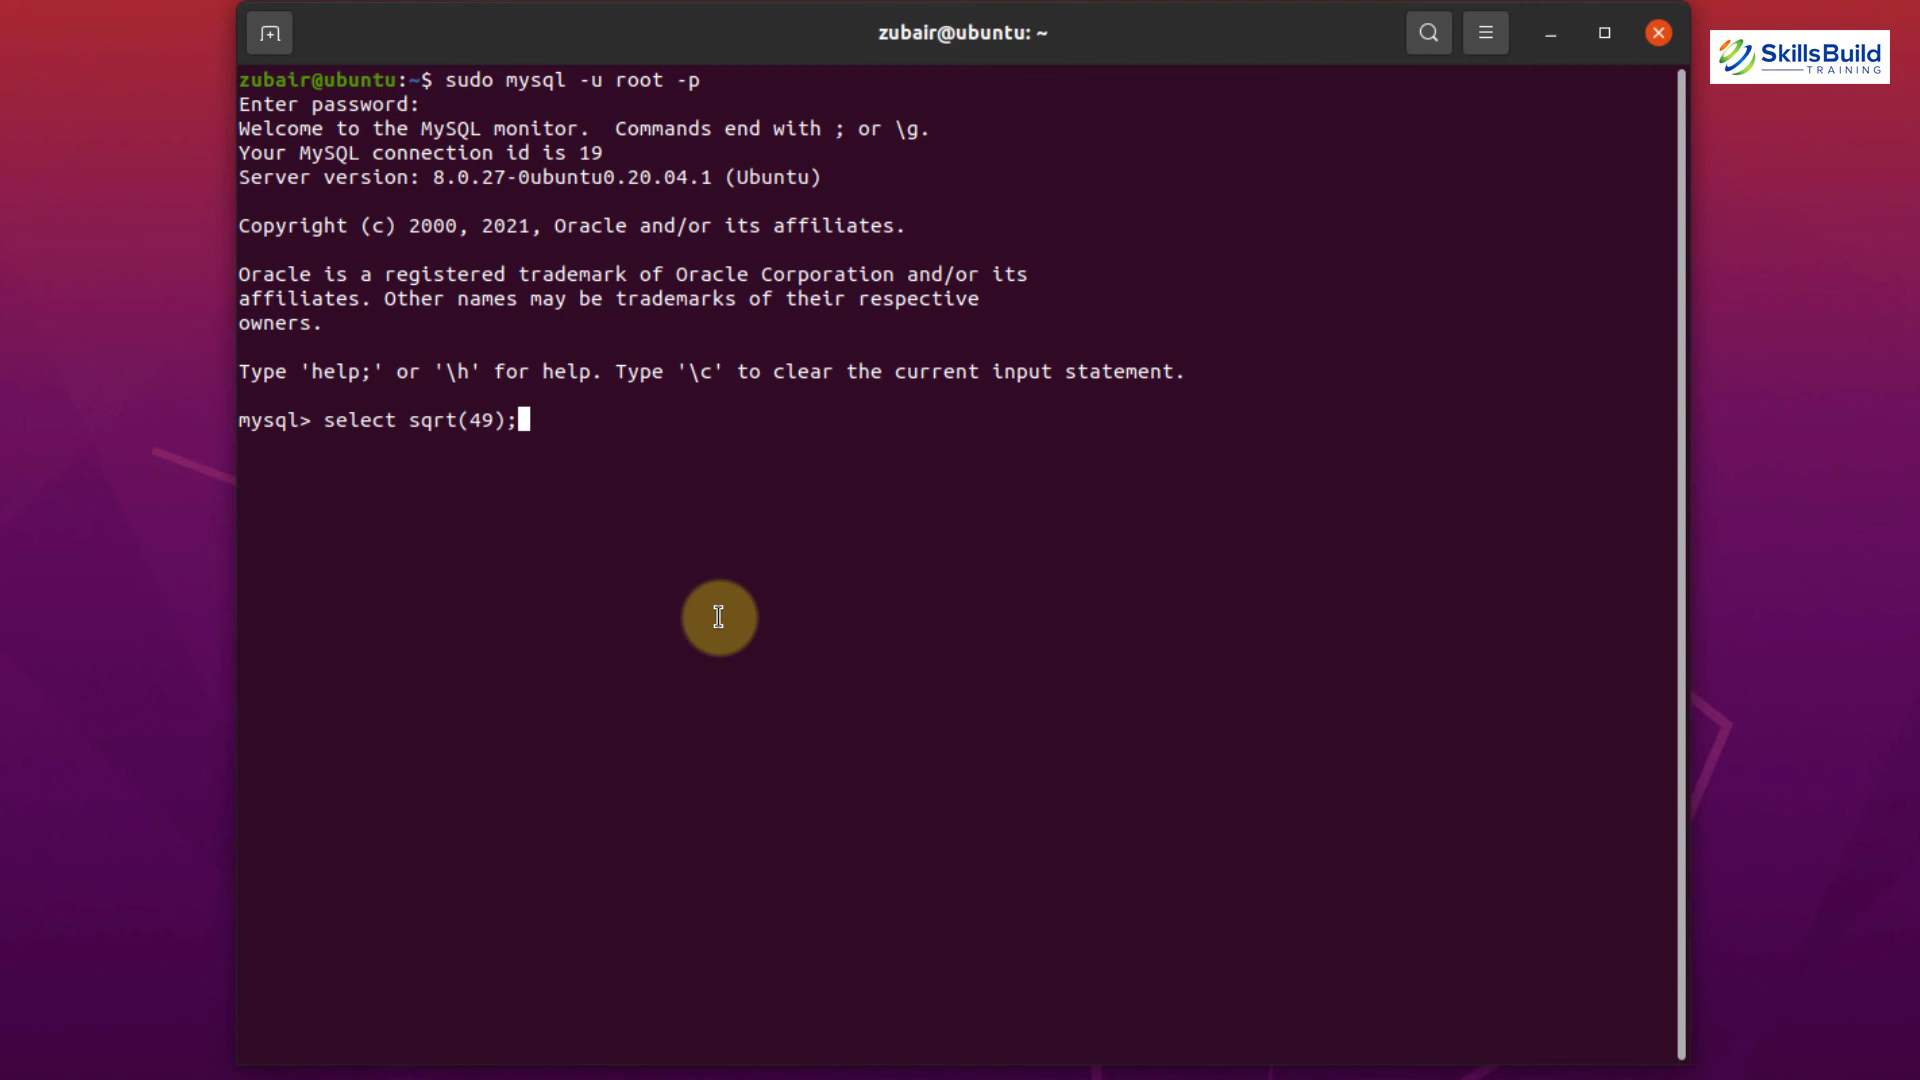 zubair@ubuntu: ~
SkillsBuild
TRAINING
zubair@ubuntu:~$ sudo mysql -u root -p
Enter password:
Welcome to the MySQL monitor.  Commands end with ; or \g.
Your MySQL connection id is 19
Server version: 8.0.27-0ubuntu0.20.04.1 (Ubuntu)
Copyright (c) 2000, 2021, Oracle and/or its affiliates.
Oracle is a registered trademark of Oracle Corporation and/or its
affiliates. Other names may be trademarks of their respective
owners.
Type 'help;' or '\h' for help. Type '\c' to clear the current input statement.
mysql> select sqrt(49);